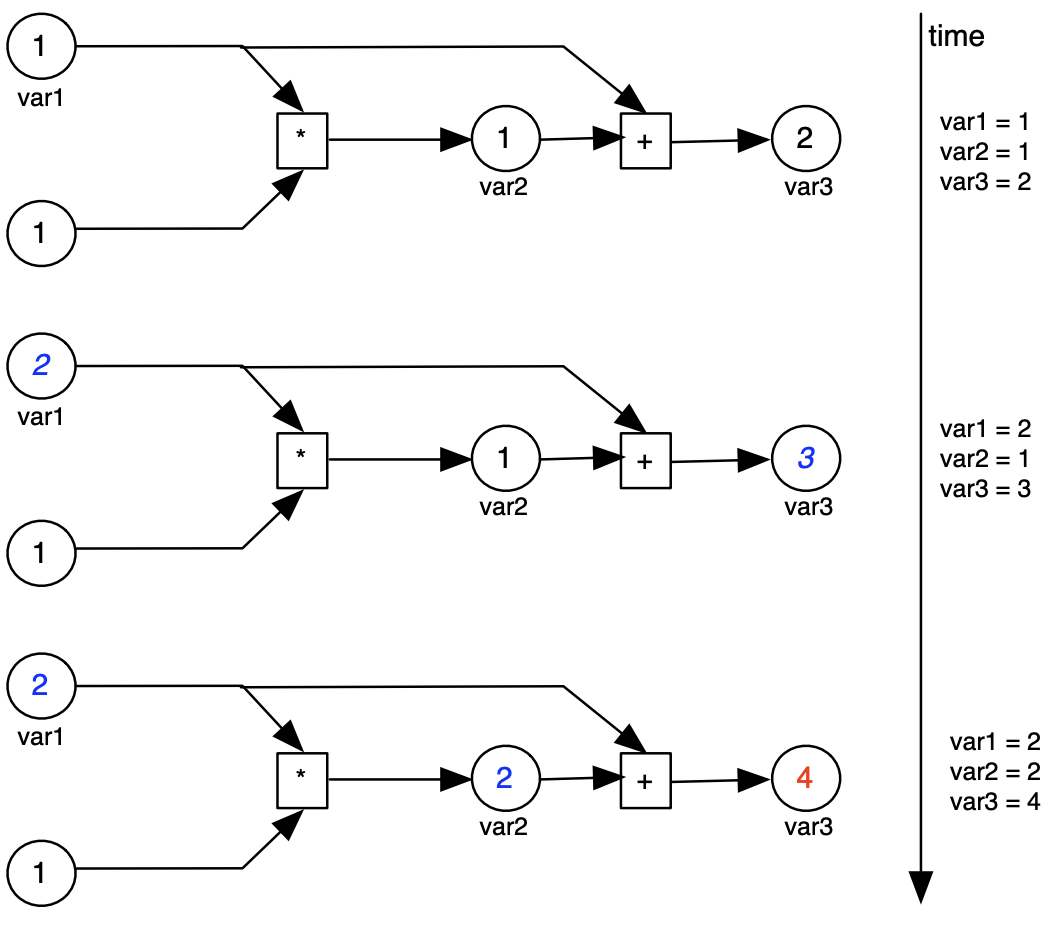 1
var1
*
1
var2
+
2
var3
1
time
var1 = 1
var2 = 1
var3 = 2
2
var1
*
1
var2
+
3
var3
1
var1 = 2
var2 = 1
var3 = 3
2
var1
*
2
var2
+
4
var3
1
var1 = 2
var2 = 2
var3 = 4